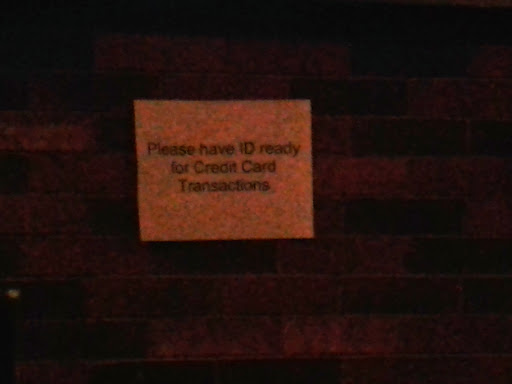 Please have ID ready
for Credit Card
Transactions